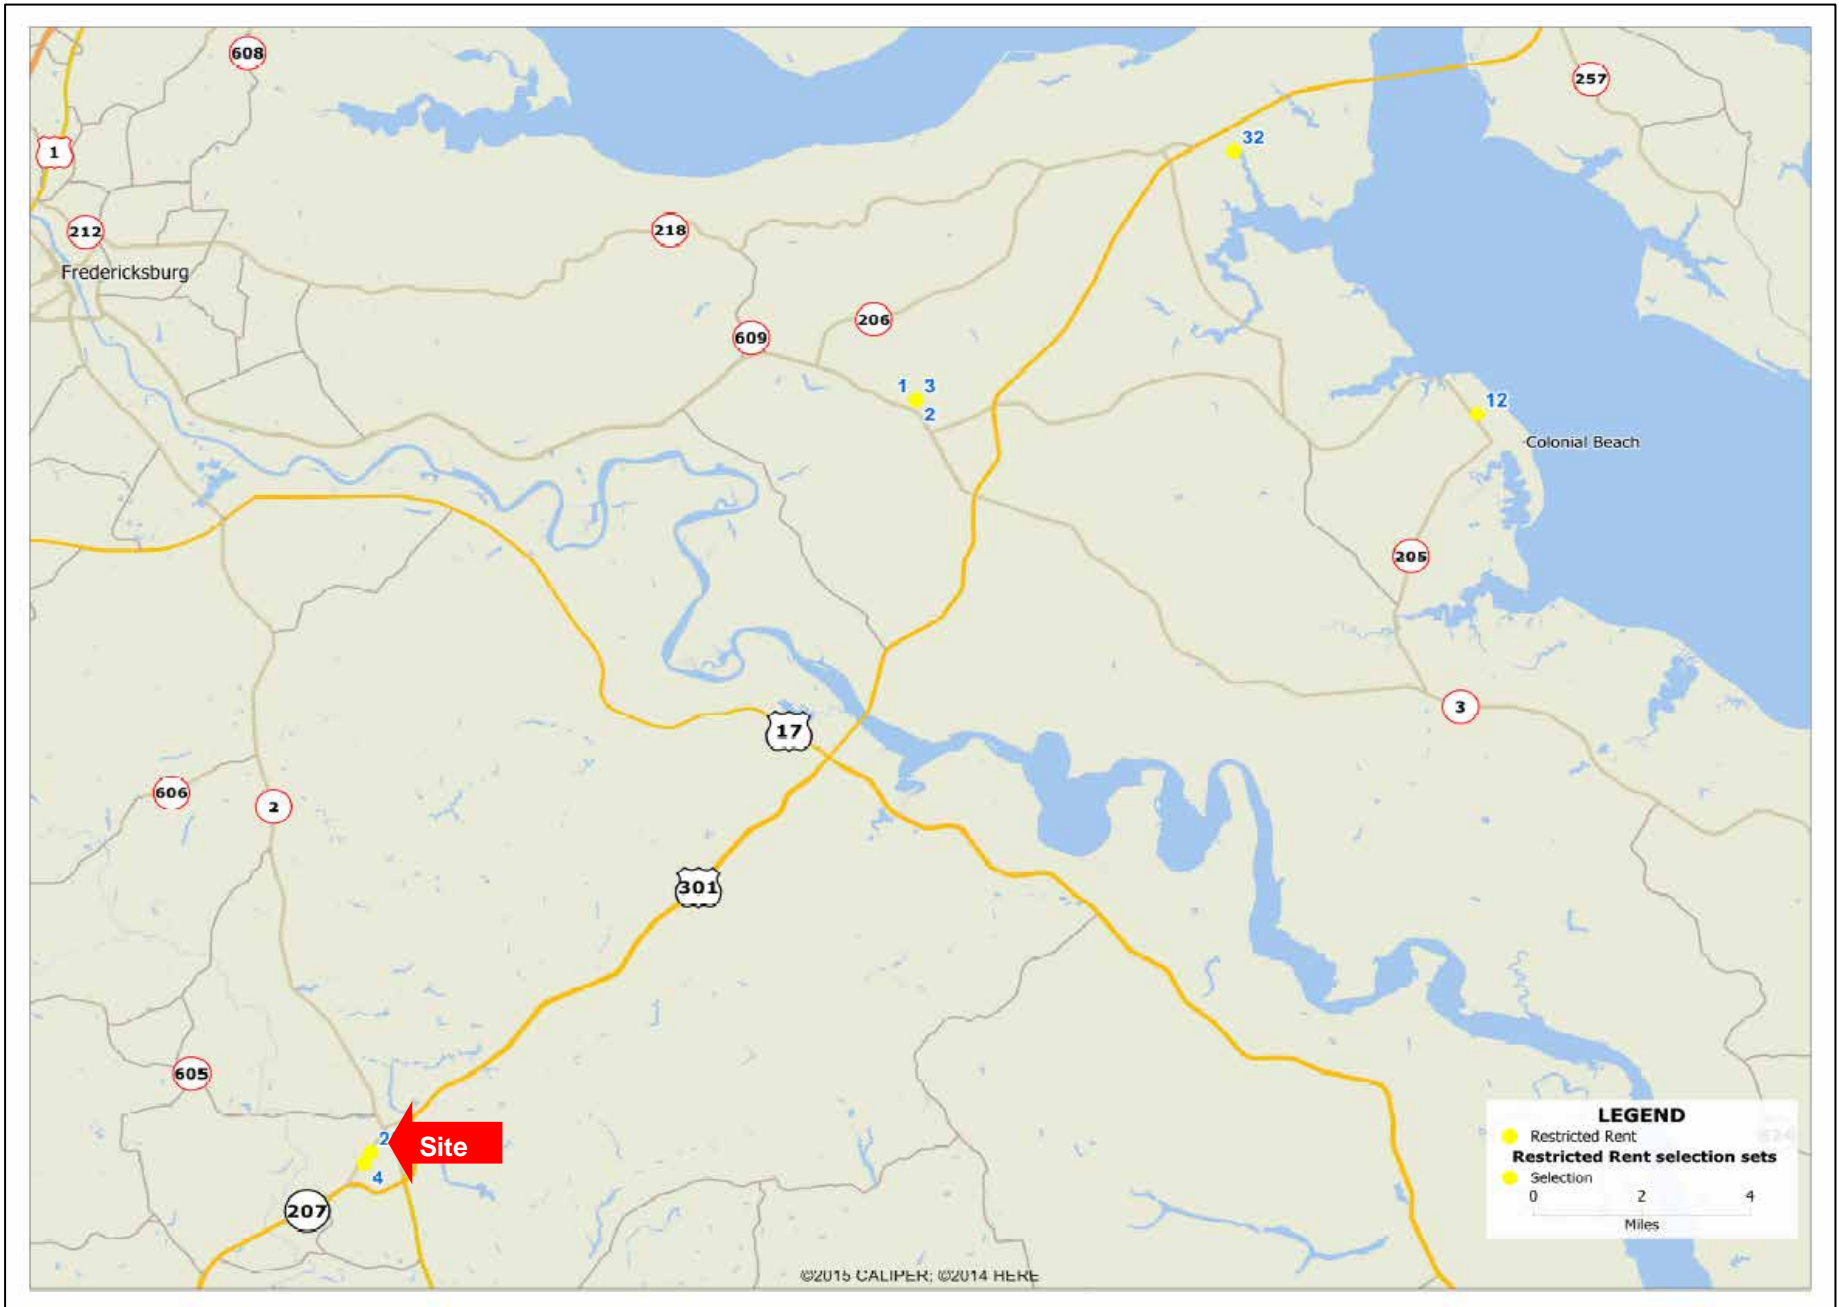 608
257
1
32
212
218
Fredericksburg
206
609
1 3
2
12
Colonial Beach
205
3
17
606
2
301
605
Site
4
207
LEGEND
Restricted Rent
Restricted Rent selection sets
Selection
0 2 4
Miles
©2015 CALIPER; ©2014 HERE